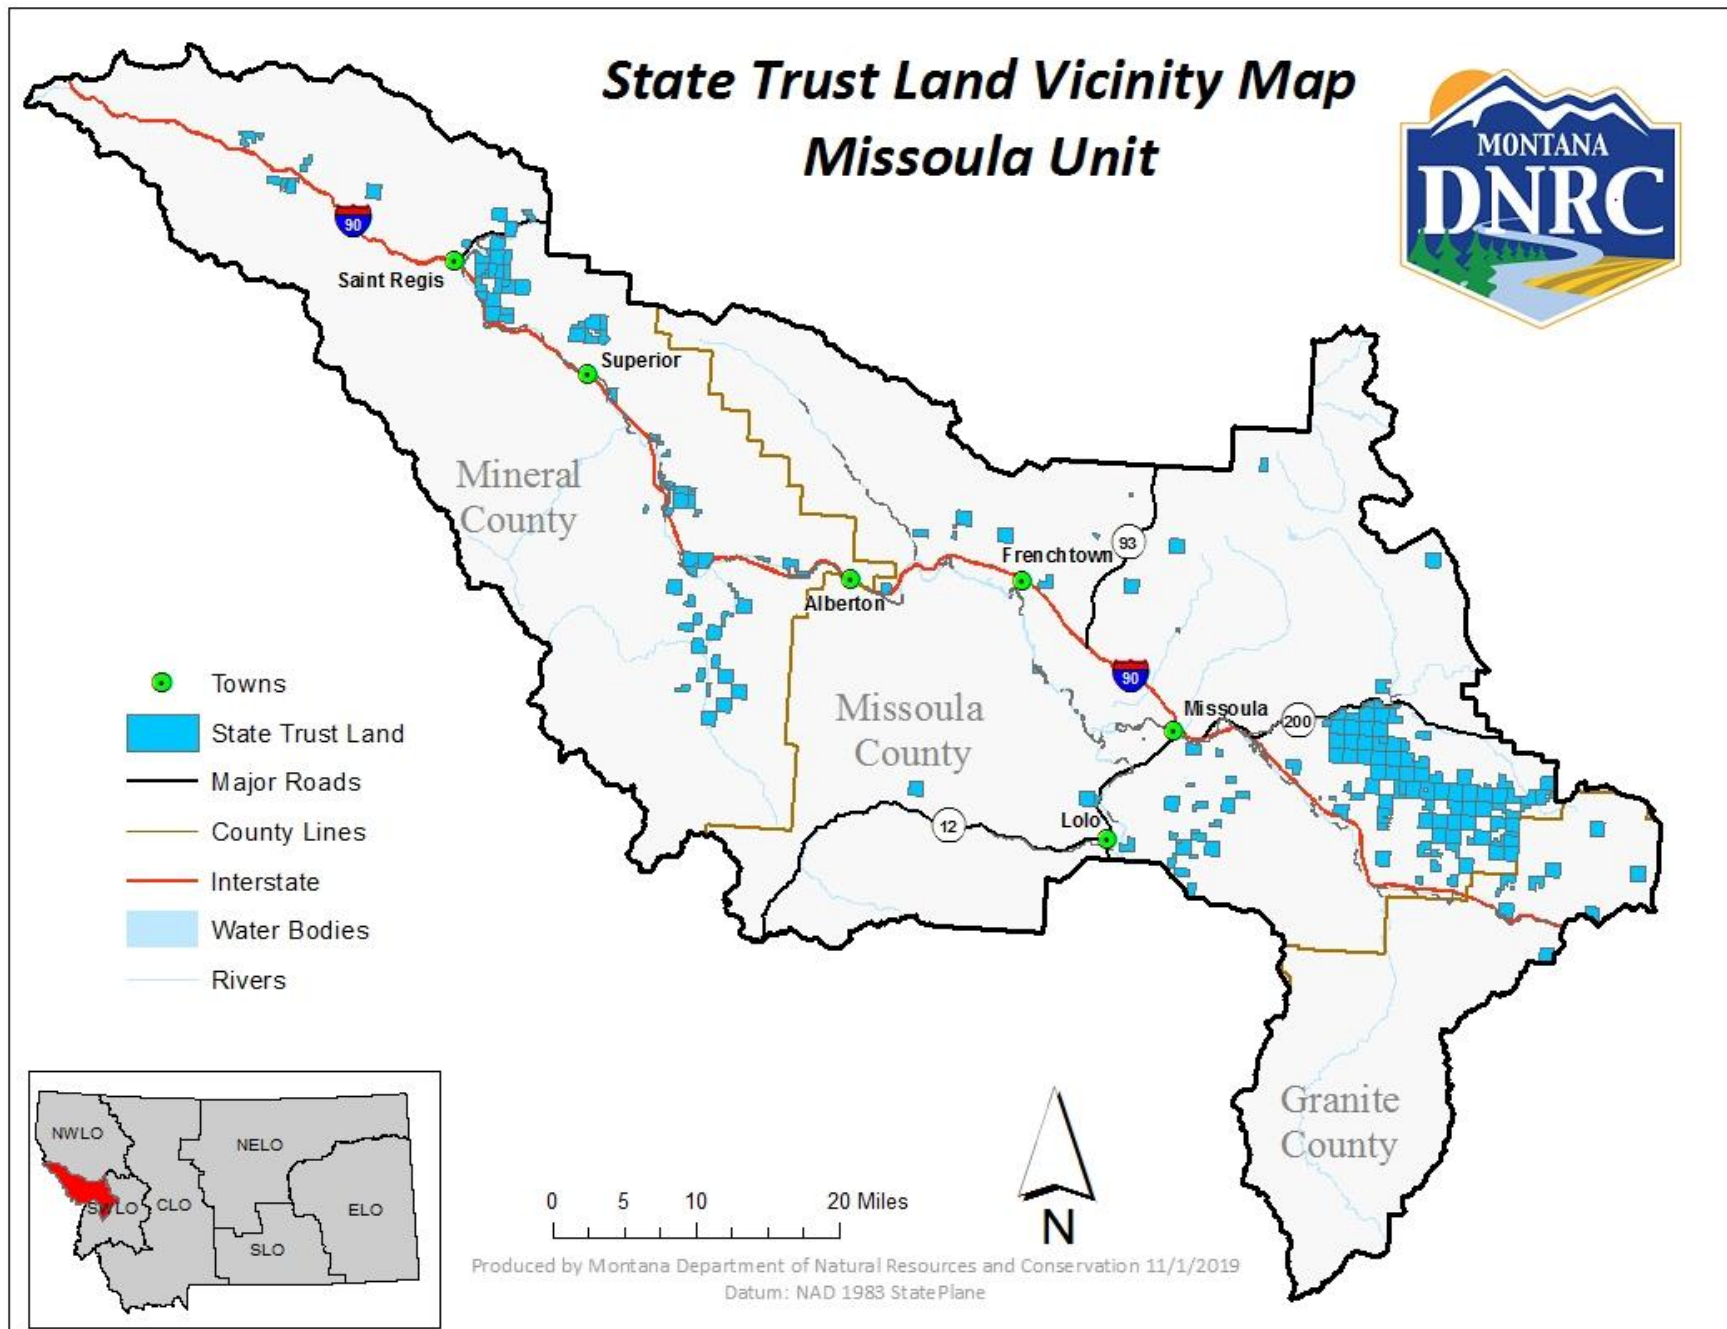 State Trust Land Vicinity Map
Missoula Unit
MONTANA
DNRC
90
Saint Regis
Superior
Mineral
County
93
Frenchtown
Alberton
90
Missoula
200
Missoula
County
12
Lolo
Granite
County
Towns
State Trust Land
Major Roads
County Lines
Interstate
Water Bodies
Rivers
NWLO
NELO
SWLO
CLO
ELO
SLO
0 5 10 20 Miles
N
Produced by Montana Department of Natural Resources and Conservation 11/1/2019
Datum: NAD 1983 StatePlane